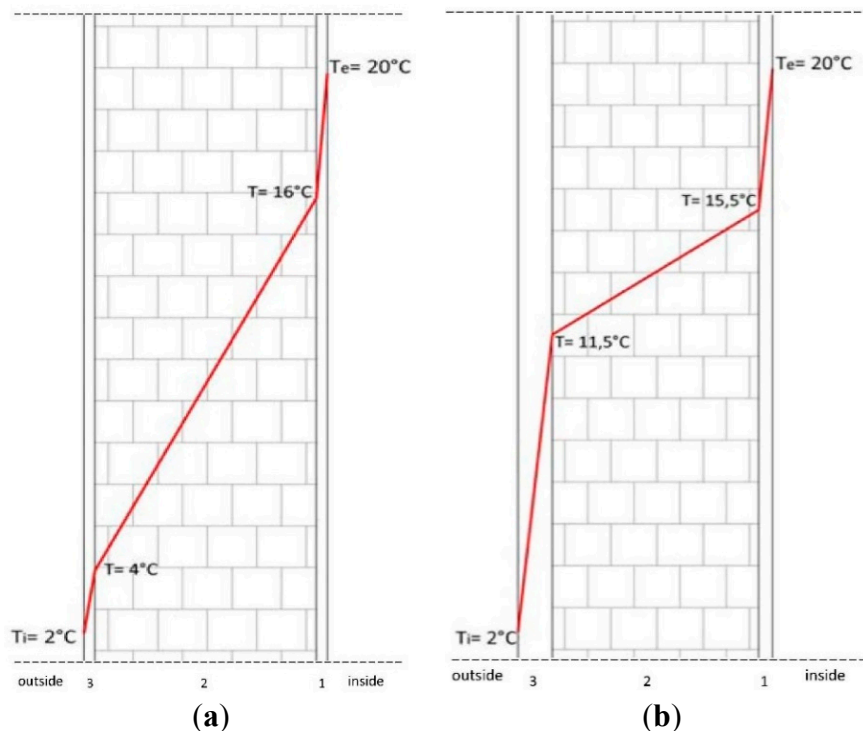 Te= 20°C
T= 16°C
T= 4°C
Ti= 2°C
outside 3 2 1 inside
(a)
Te= 20°C
T= 15,5°C
T= 11,5°C
Ti= 2°C
outside 3 2 1 inside
(b)